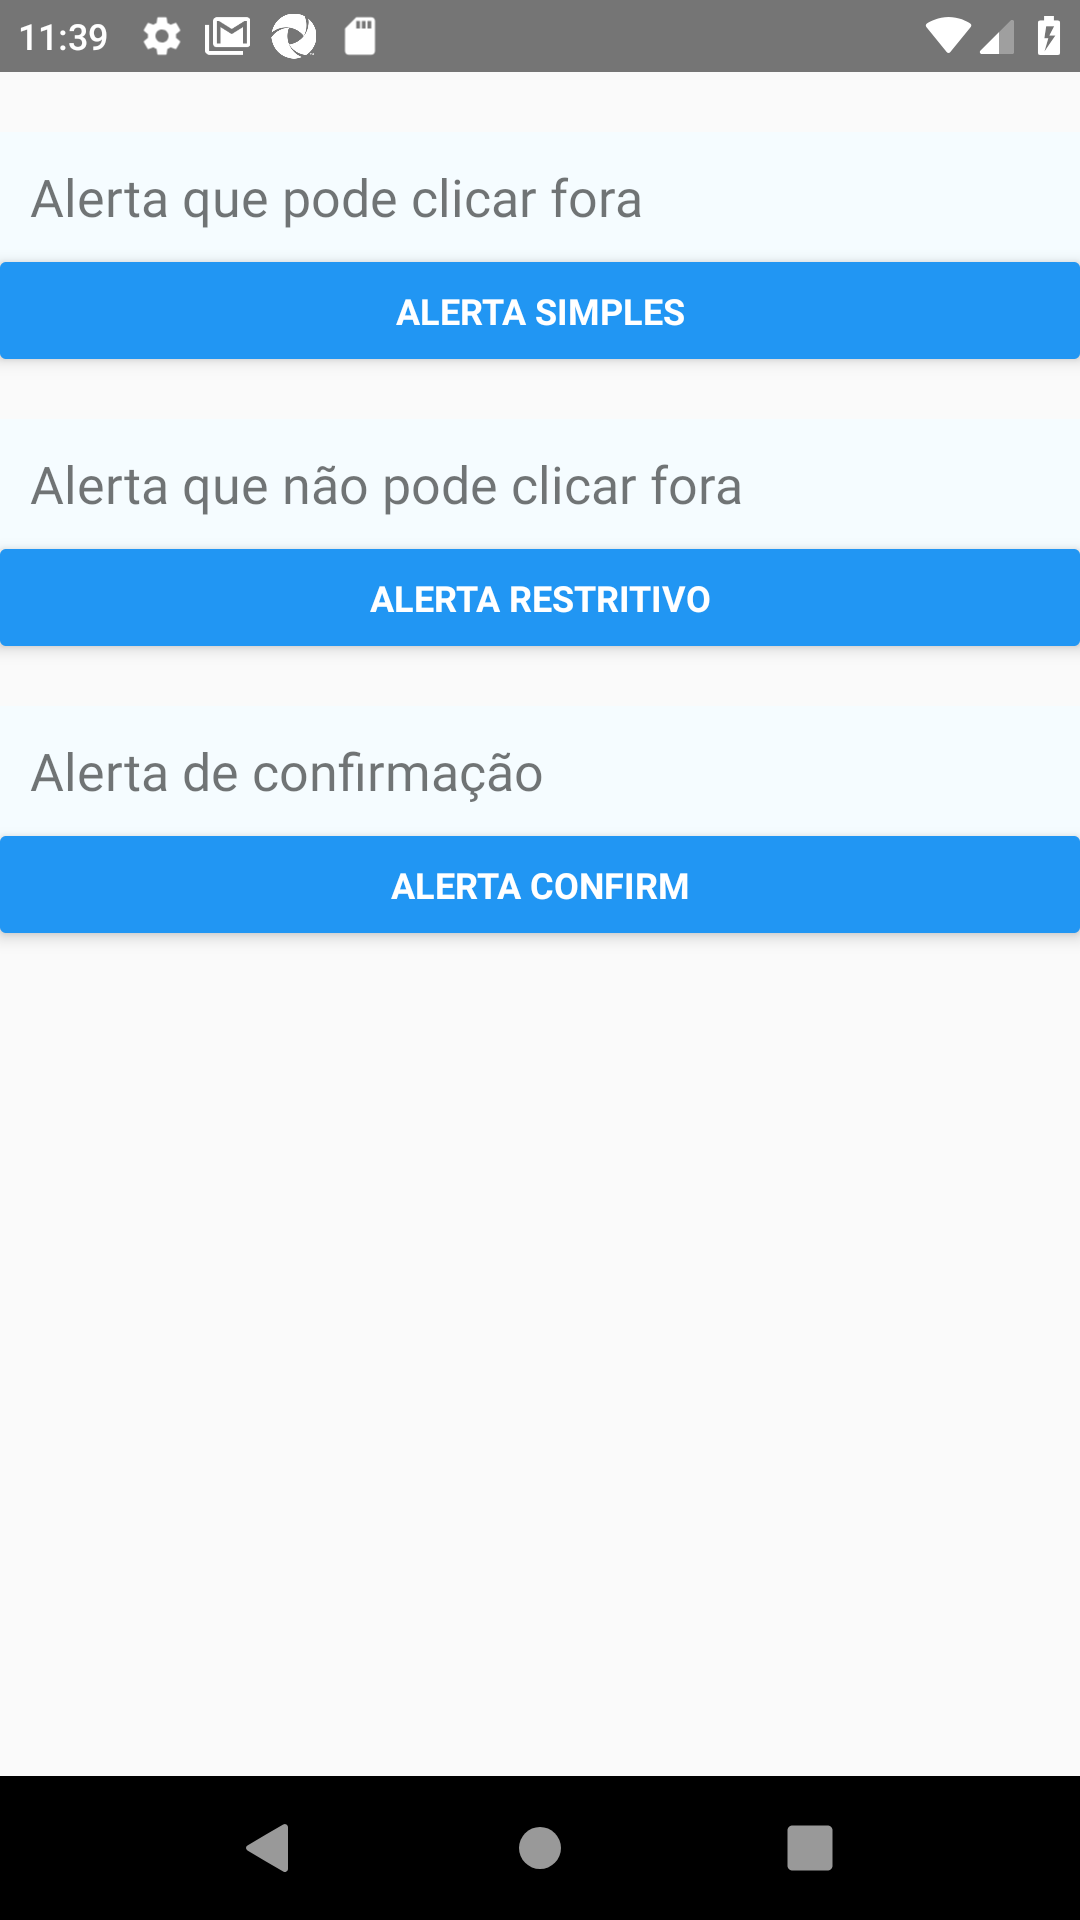 11:39
Alerta que pode clicar fora
ALERTA SIMPLES
Alerta que não pode clicar fora
ALERTA RESTRITIVO
Alerta de confirmação
ALERTA CONFIRM